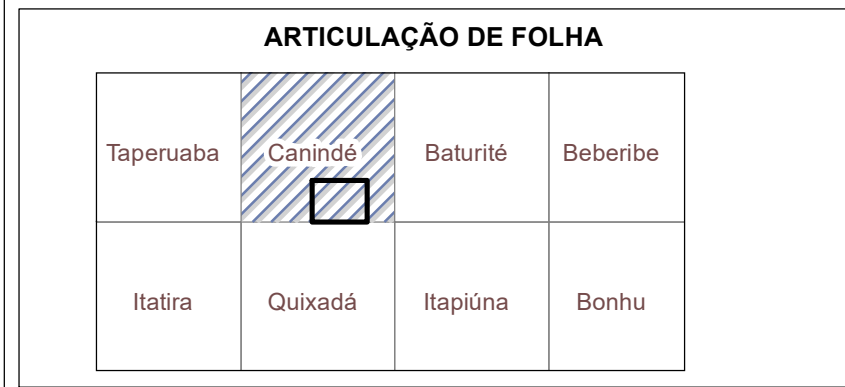 ARTICULAÇÃO DE FOLHA
Taperuaba Canindé Baturité Beberibe
Itatira Quixadá Itapiúna Bonhu